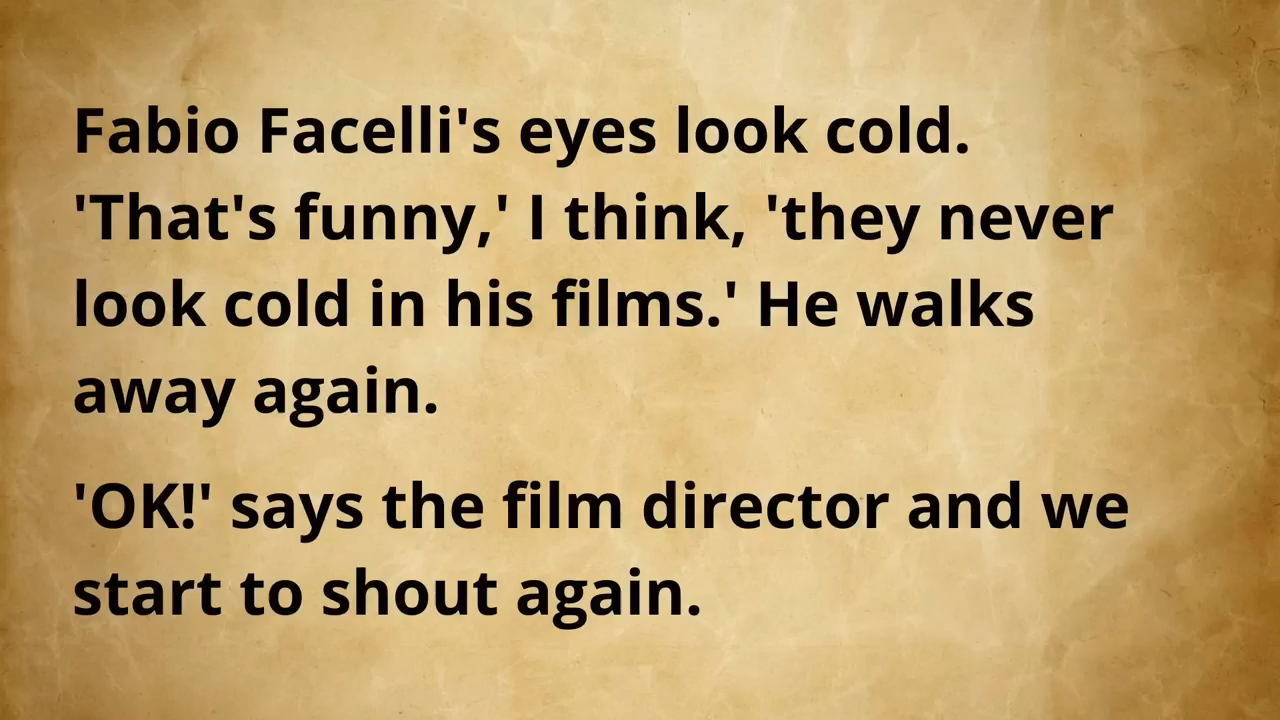 Fabio Facelli's eyes look cold.
'That's funny,' I think, 'they never
look cold in his films.' He walks
away again.
'OK!' says the film director and we
start to shout again.